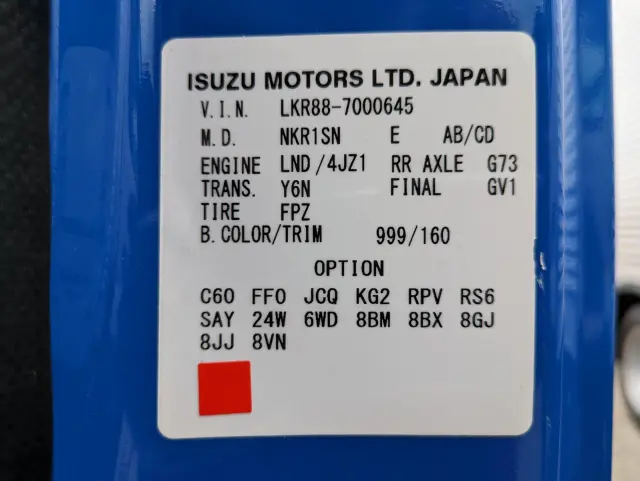 ISUZU MOTORS LTD. JAPAN
V.I.N. LKR88-7000645
M.D. NKR1SN E AB/CD
ENGINE LND/4JZ1 RR AXLE G73
TRANS. Y6N FINAL GV1
TIRE FPZ
B.COLOR/TRIM 999/160
OPTION
C60 FF0 JCQ KG2 RPV RS6
SAY 24W 6WD 8BM 8BX 8GJ
8JJ 8VN